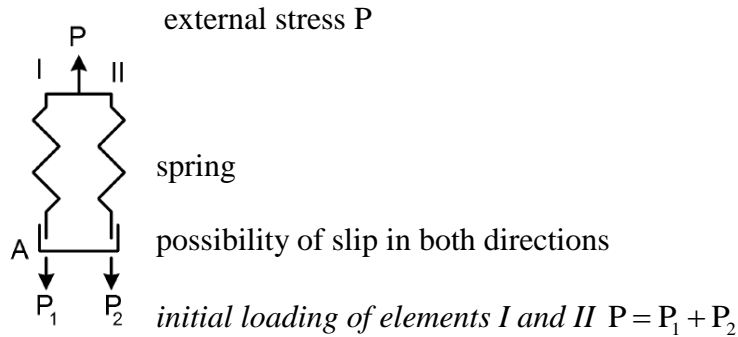 external stress P
P
I II
spring
A possibility of slip in both directions
P₁ P₂ initial loading of elements I and II P = P₁ + P₂